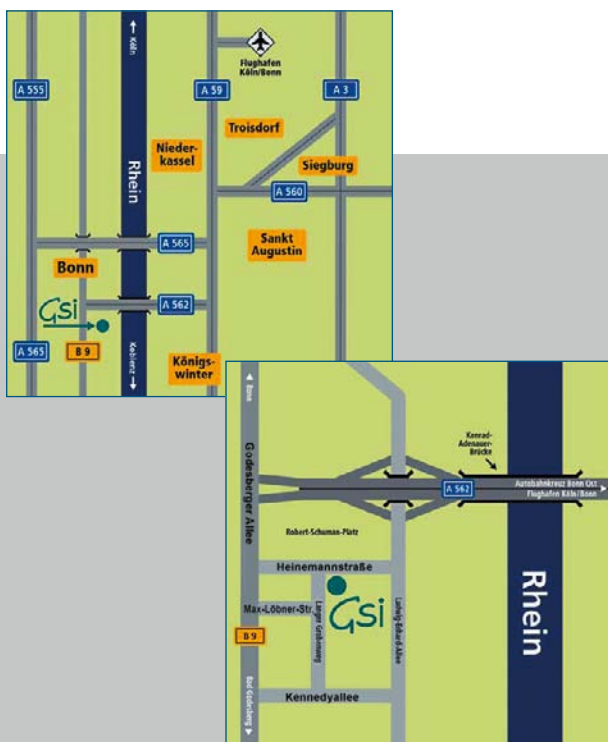 ← Köln
Flughafen
Köln/Bonn
A 555
A 59
A 3
Troisdorf
Nieder-
kassel
Siegburg
Rhein
A 560
A 565
Sankt
Augustin
Bonn
A 562
Gsi
A 565
B 9
Koblenz →
Königs-
winter
◄ Bonn
Godesberger Allee
Konrad-
Adenauer-
Brücke
A 562
Autobahnkreuz Bonn Ost
Flughafen Köln/Bonn
Robert-Schuman-Platz
Heinemannstraße
Max-Löbner-Str.
Langer Grabenweg
Gsi
Ludwig-Erhard-Allee
Rhein
B 9
Bad Godesberg ►
Kennedyallee